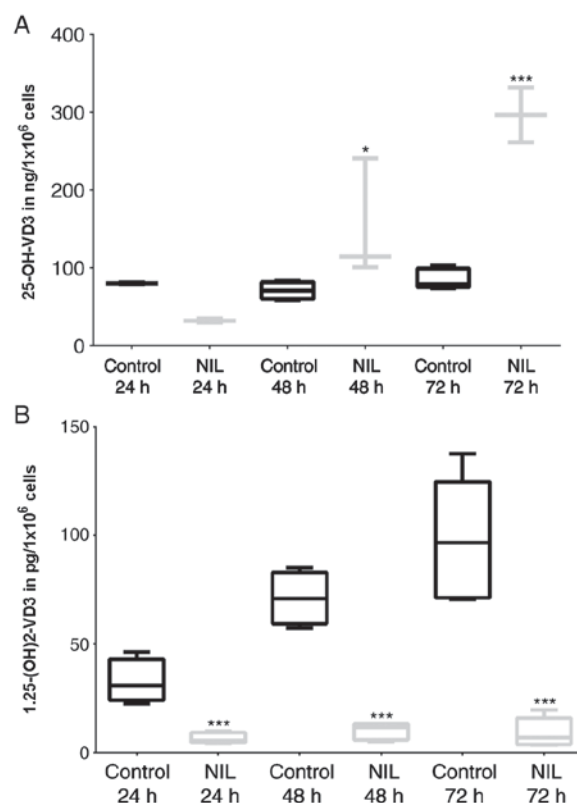 A
400
300
200
100
0
25-OH-VD3 in ng/1x10⁶ cells
*
***
Control NIL Control NIL Control NIL
24 h 24 h 48 h 48 h 72 h 72 h
B
150
100
50
0
1.25-(OH)2-VD3 in pg/1x10⁶ cells
***
***
***
Control NIL Control NIL Control NIL
24 h 24 h 48 h 48 h 72 h 72 h